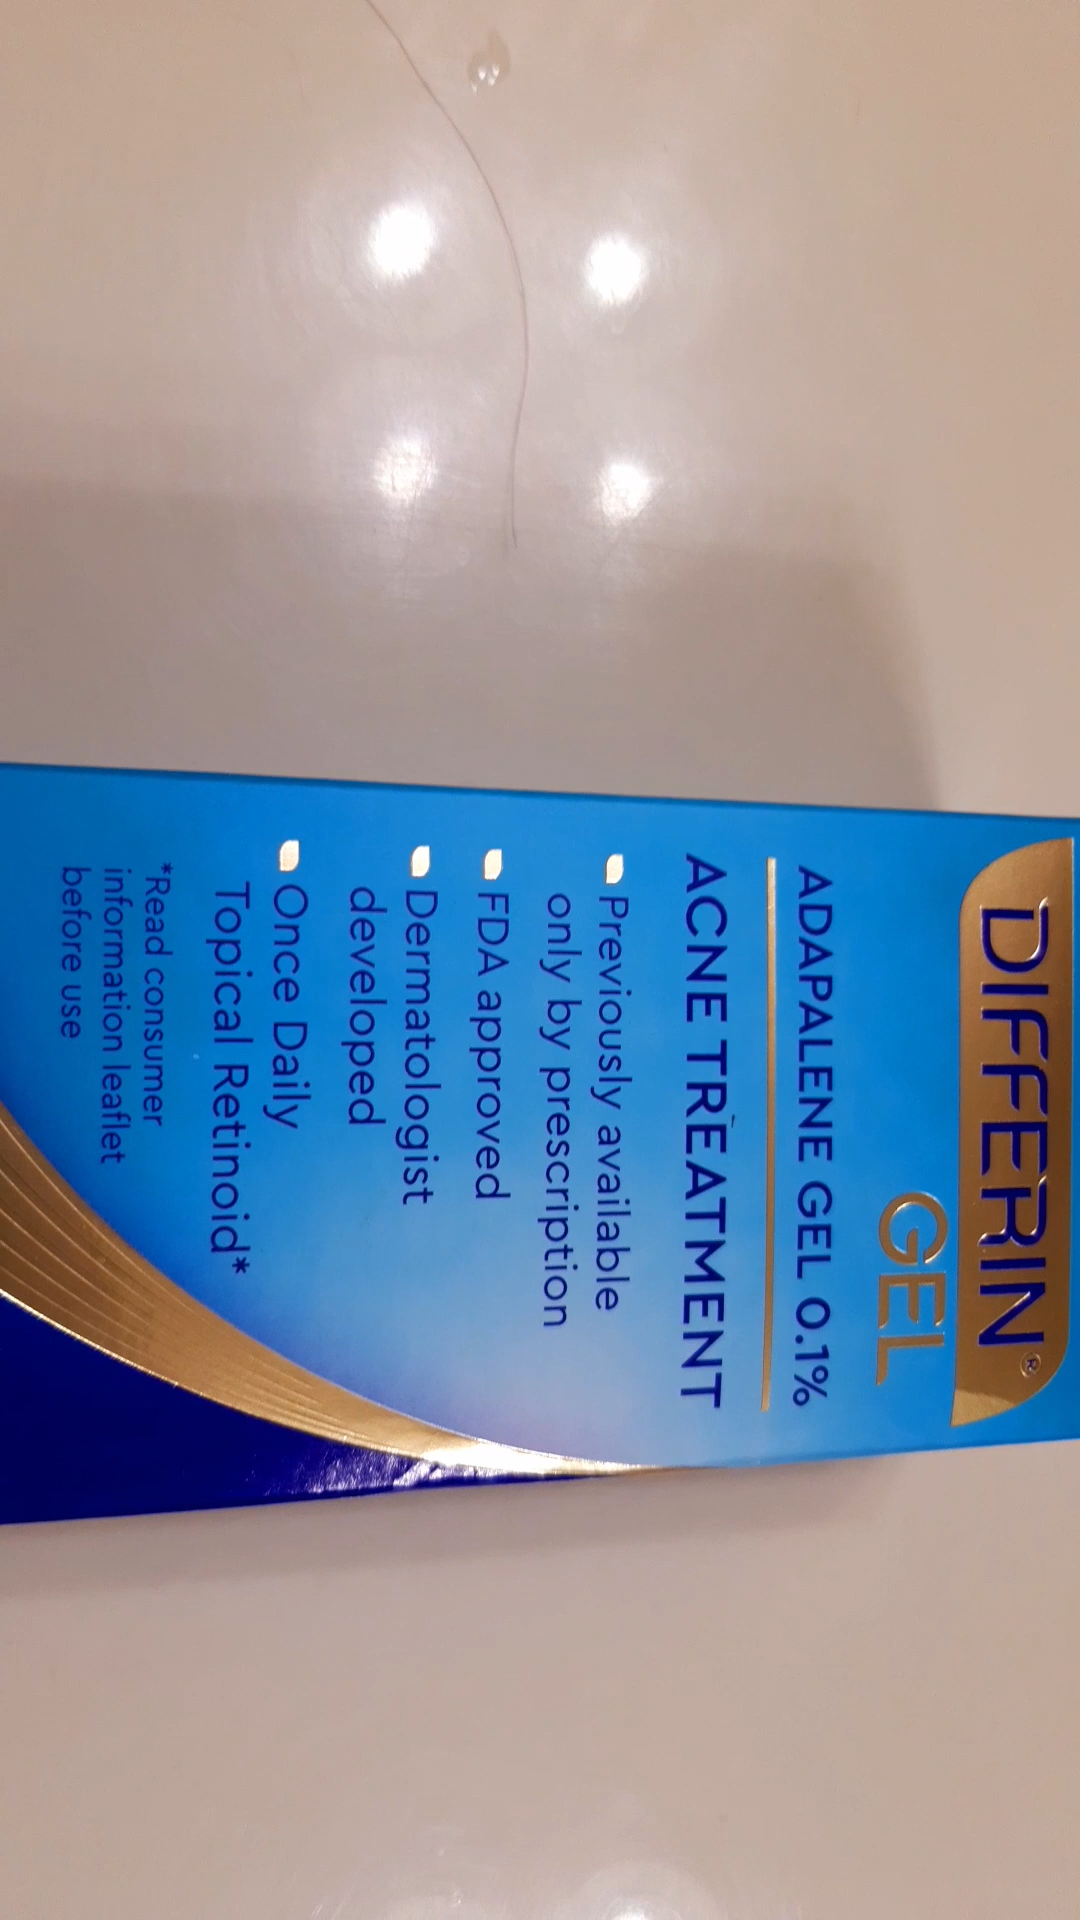 DIFFERIN®
GEL
ADAPALENE GEL 0.1%
ACNE TREATMENT
Previously available
only by prescription
FDA approved
Dermatologist
developed
Once Daily
Topical Retinoid*
*Read consumer
information leaflet
before use